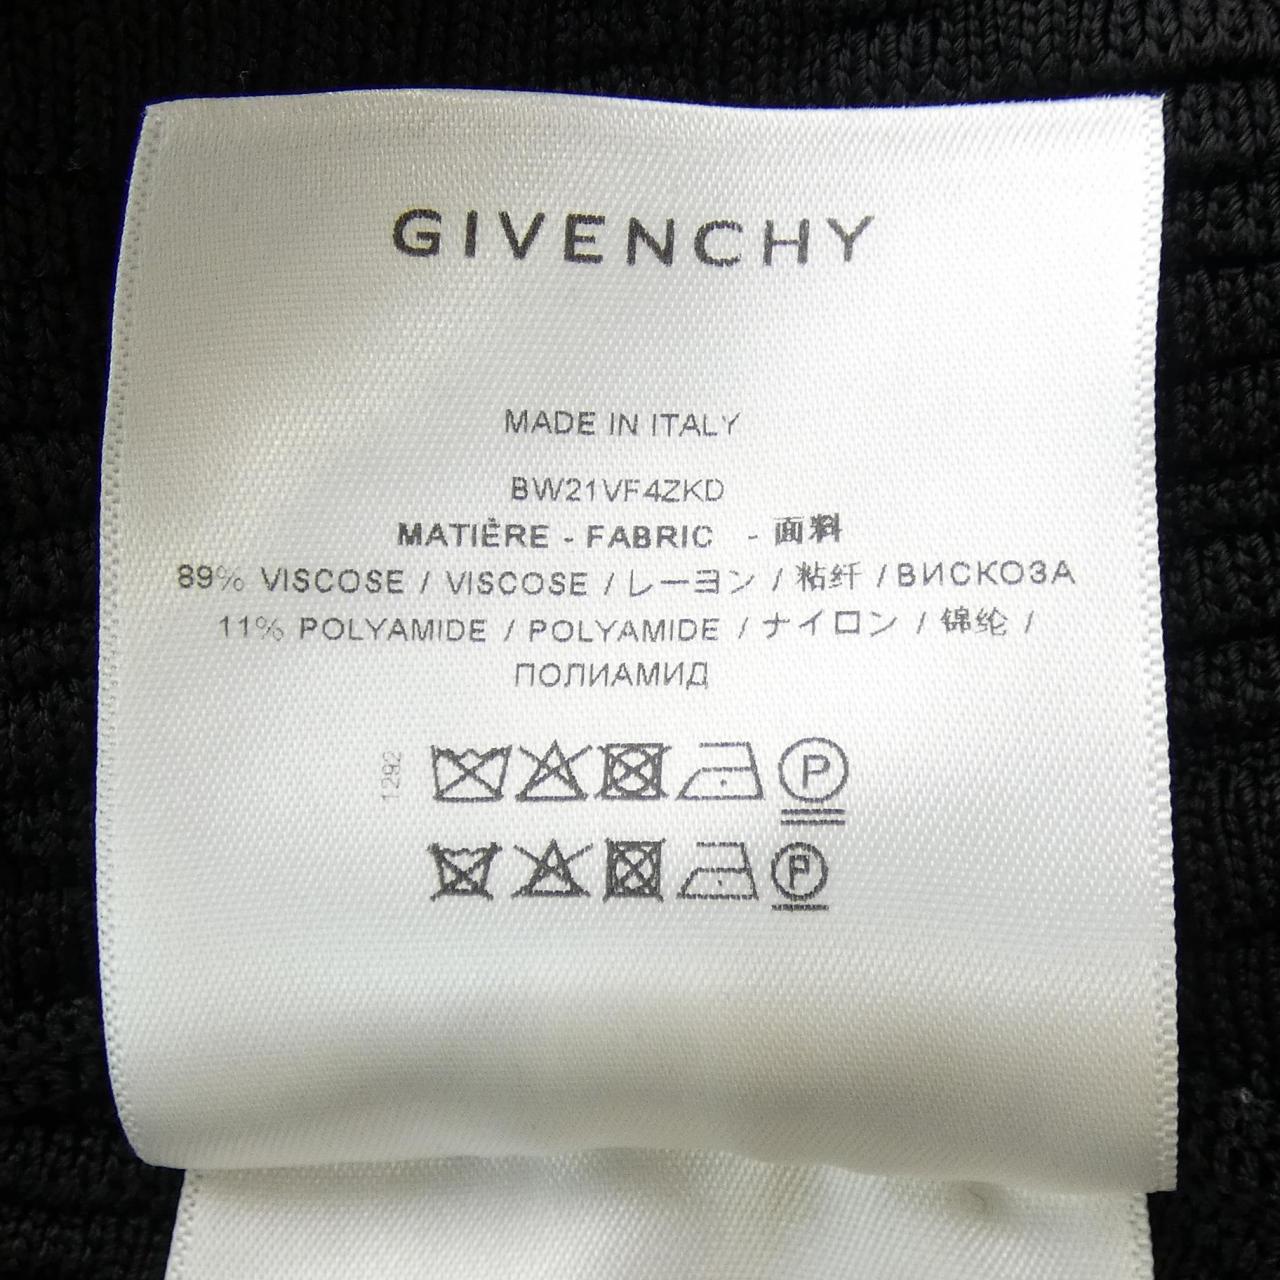 GIVENCHY
MADE IN ITALY
BW21VF4ZKD
MATIÈRE - FABRIC - 面料
89% VISCOSE / VISCOSE / レーヨン / 粘纤 / ВИСКОЗА
11% POLYAMIDE / POLYAMIDE / ナイロン / 锦纶 /
ПОЛИАМИД
1292
P
P